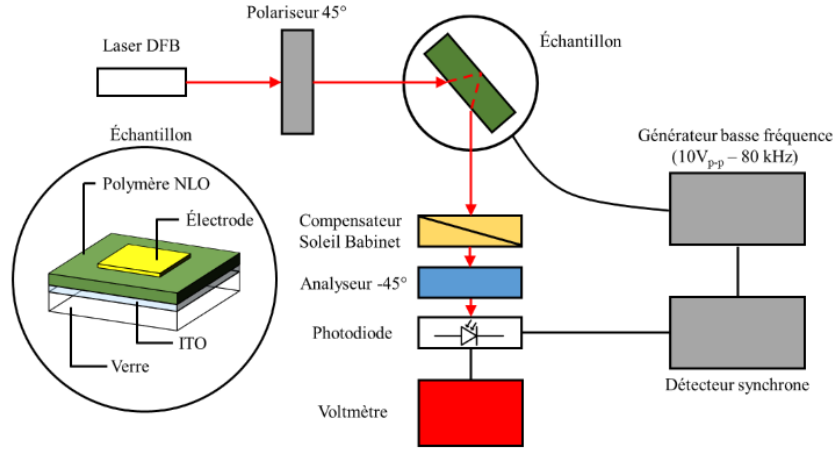 Polariseur 45°
Laser DFB
Échantillon
Échantillon
Polymère NLO
Électrode
ITO
Verre
Générateur basse fréquence
(10Vp-p – 80 kHz)
Compensateur
Soleil Babinet
Analyseur -45°
Photodiode
Détecteur synchrone
Voltmètre